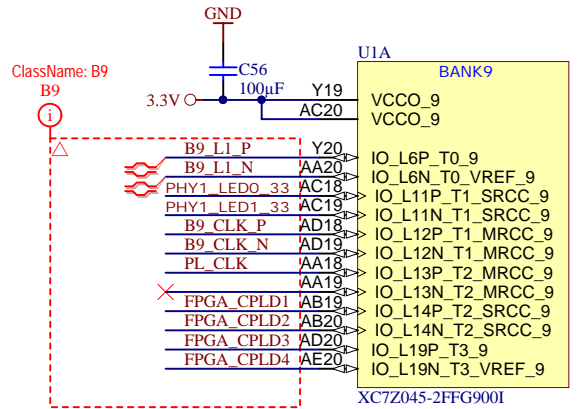 GND
U1A
C56
100µF
BANK9
ClassName: B9
B9
i
3.3V
Y19 VCCO_9
AC20 VCCO_9
B9_L1_P Y20 IO_L6P_T0_9
B9_L1_N AA20 IO_L6N_T0_VREF_9
PHY1_LED0_33 AC18 IO_L11P_T1_SRCC_9
PHY1_LED1_33 AC19 IO_L11N_T1_SRCC_9
B9_CLK_P AD18 IO_L12P_T1_MRCC_9
B9_CLK_N AD19 IO_L12N_T1_MRCC_9
PL_CLK AA18 IO_L13P_T2_MRCC_9
AA19 IO_L13N_T2_MRCC_9
FPGA_CPLD1 AB19 IO_L14P_T2_SRCC_9
FPGA_CPLD2 AB20 IO_L14N_T2_SRCC_9
FPGA_CPLD3 AD20 IO_L19P_T3_9
FPGA_CPLD4 AE20 IO_L19N_T3_VREF_9
XC7Z045-2FFG900I